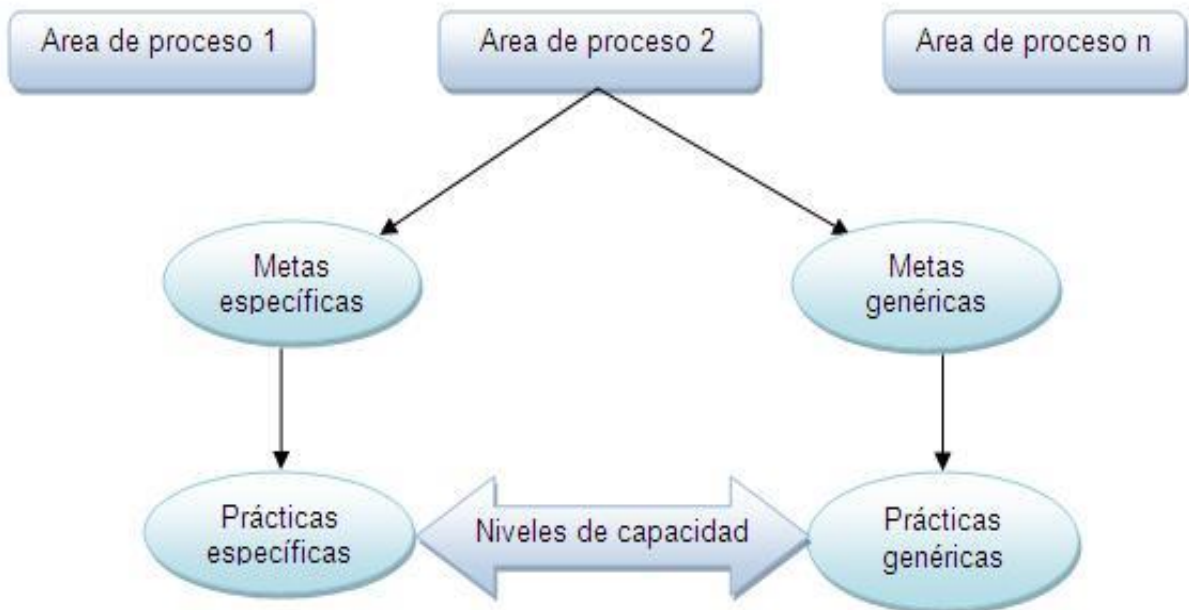 Area de proceso 1
Area de proceso 2
Area de proceso n
Metas
específicas
Metas
genéricas
Prácticas
específicas
Niveles de capacidad
Prácticas
genéricas